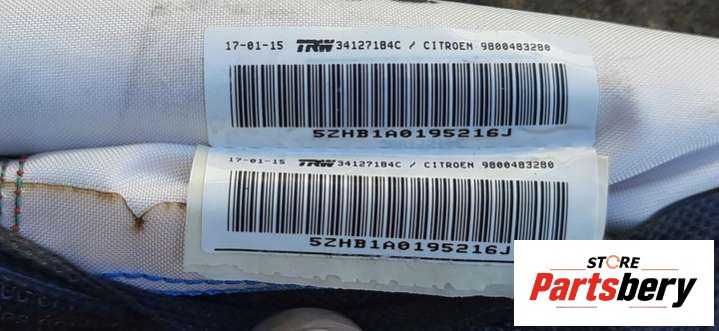 17-01-15 TRW 34127184C / CITROEN 9800483280
5ZHB1A0195216J
17-01-15 TRW 34127184C / CITROEN 9800483280
5ZHB1A0195216J
STORE
Partsbery